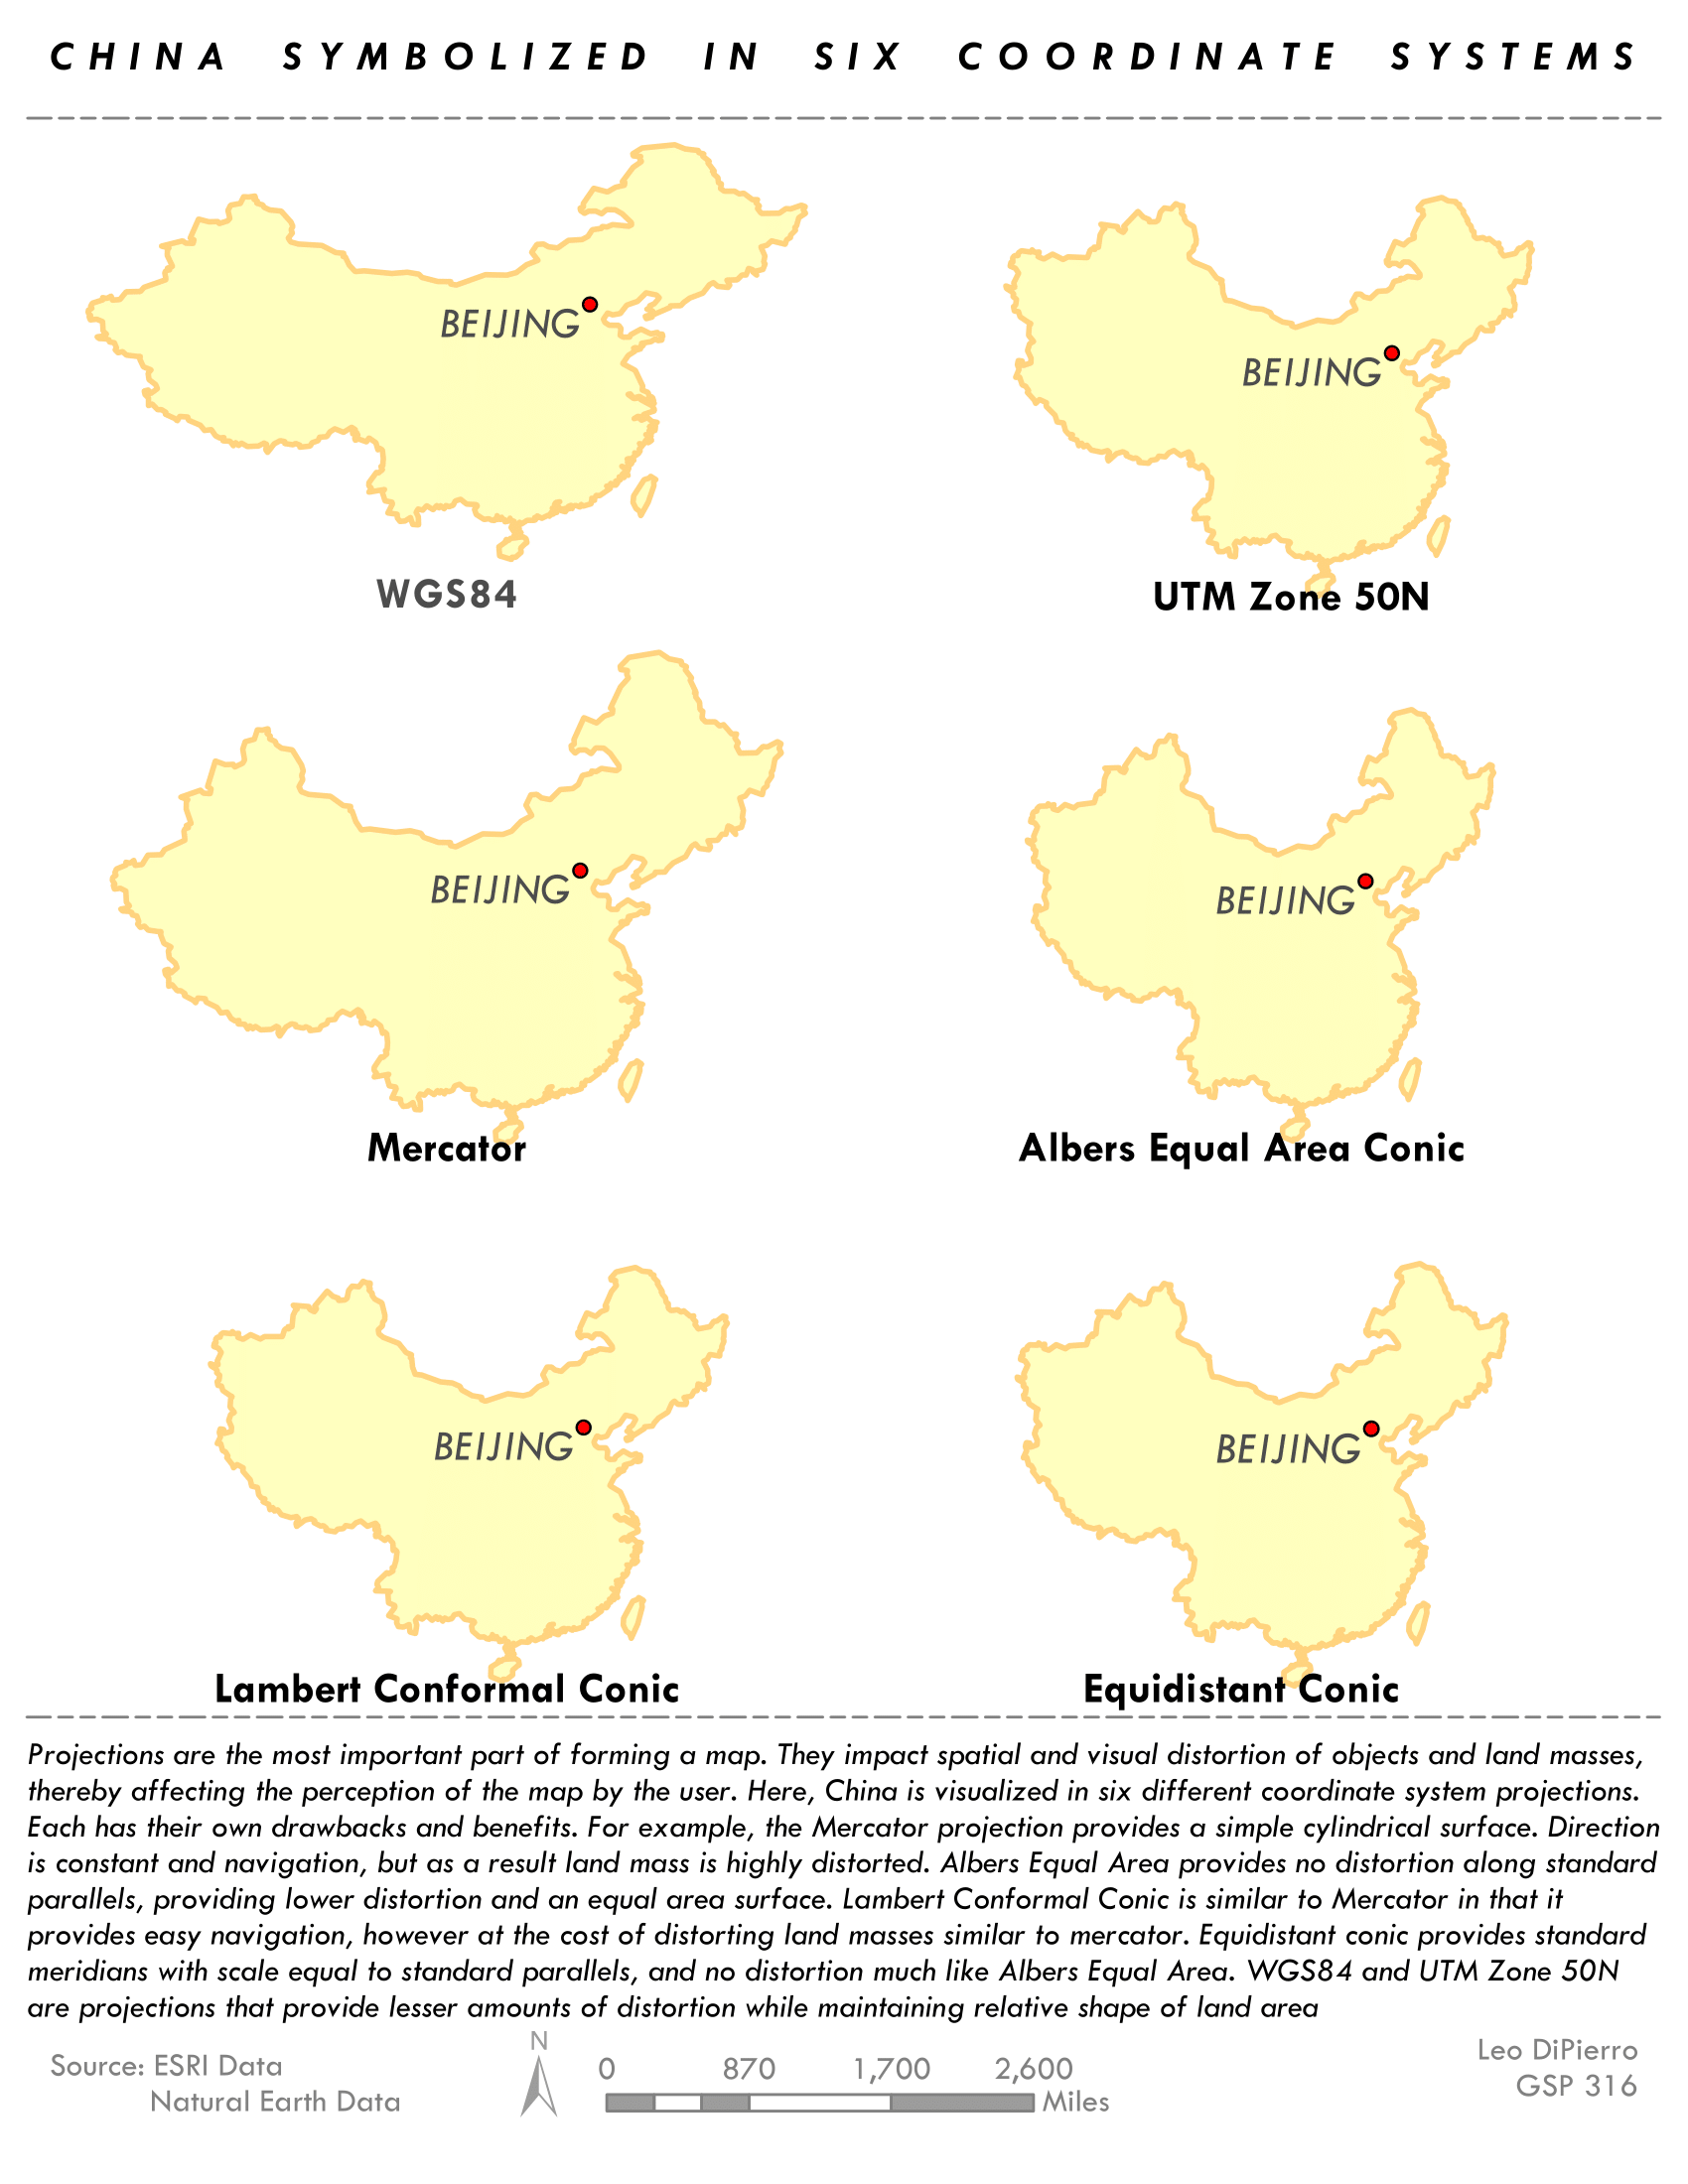 CHINA SYMBOLIZED IN SIX COORDINATE SYSTEMS
BEIJING
WGS84
BEIJING
UTM Zone 50N
BEIJING
Mercator
BEIJING
Albers Equal Area Conic
BEIJING
Lambert Conformal Conic
BEIJING
Equidistant Conic
Projections are the most important part of forming a map. They impact spatial and visual distortion of objects and land masses,
thereby affecting the perception of the map by the user. Here, China is visualized in six different coordinate system projections.
Each has their own drawbacks and benefits. For example, the Mercator projection provides a simple cylindrical surface. Direction
is constant and navigation, but as a result land mass is highly distorted. Albers Equal Area provides no distortion along standard
parallels, providing lower distortion and an equal area surface. Lambert Conformal Conic is similar to Mercator in that it
provides easy navigation, however at the cost of distorting land masses similar to mercator. Equidistant conic provides standard
meridians with scale equal to standard parallels, and no distortion much like Albers Equal Area. WGS84 and UTM Zone 50N
are projections that provide lesser amounts of distortion while maintaining relative shape of land area
Source: ESRI Data
Natural Earth Data
N
0 870 1,700 2,600
Miles
Leo DiPierro
GSP 316